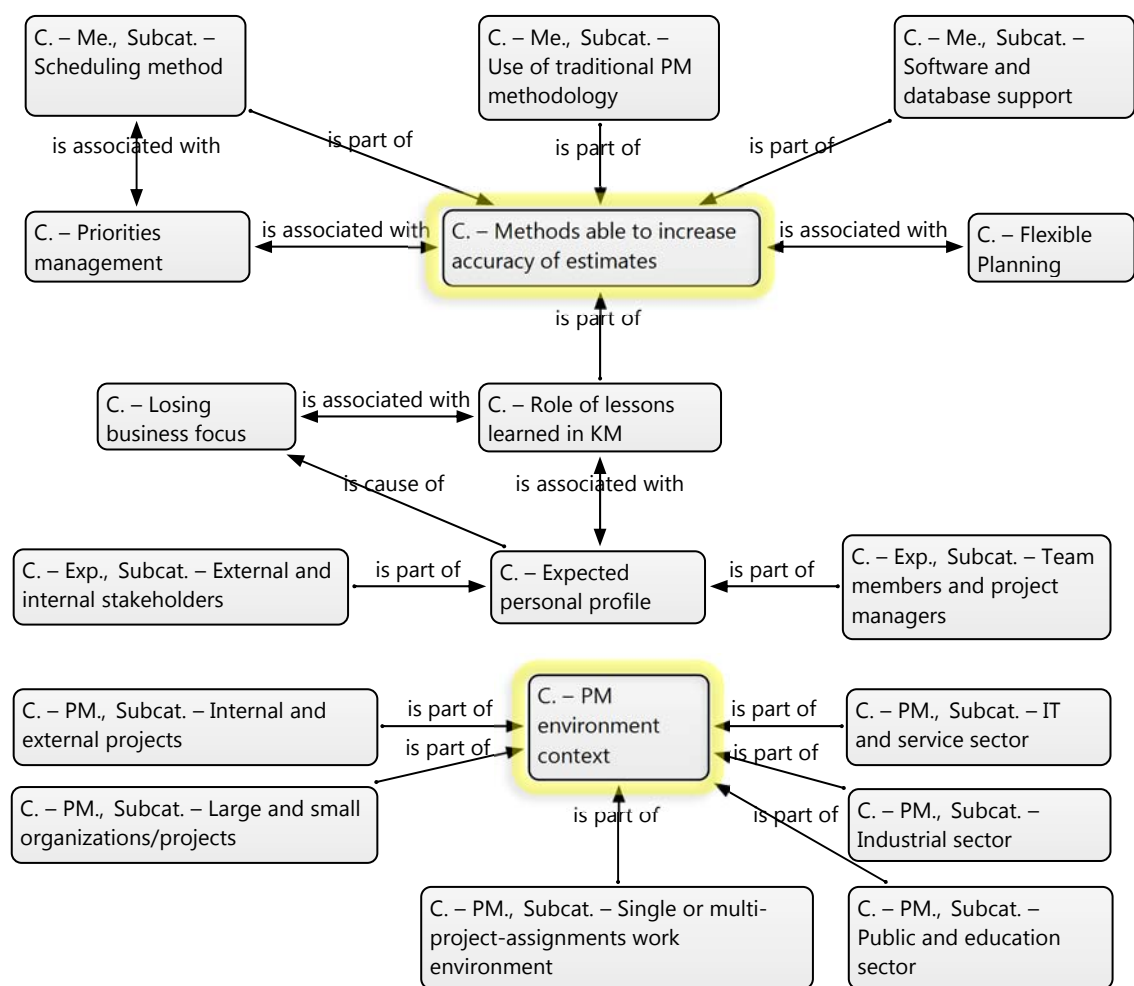 C. – Me., Subcat. –
Scheduling method
C. – Me., Subcat. –
Use of traditional PM
methodology
C. – Me., Subcat. –
Software and
database support
is associated with
is part of
is part of
is part of
C. – Priorities
management
is associated with
C. – Methods able to increase
accuracy of estimates
is associated with
C. – Flexible
Planning
is part of
C. – Losing
business focus
is associated with
C. – Role of lessons
learned in KM
is cause of
is associated with
C. – Exp., Subcat. – External and
internal stakeholders
is part of
C. – Expected
personal profile
is part of
C. – Exp., Subcat. – Team
members and project
managers
C. – PM., Subcat. – Internal and
external projects
is part of
C. – PM
environment
context
is part of
C. – PM., Subcat. – IT
and service sector
is part of
is part of
C. – PM., Subcat. – Large and small
organizations/projects
is part of
is part of
C. – PM., Subcat. –
Industrial sector
C. – PM., Subcat. – Single or multi-
project-assignments work
environment
C. – PM., Subcat. –
Public and education
sector